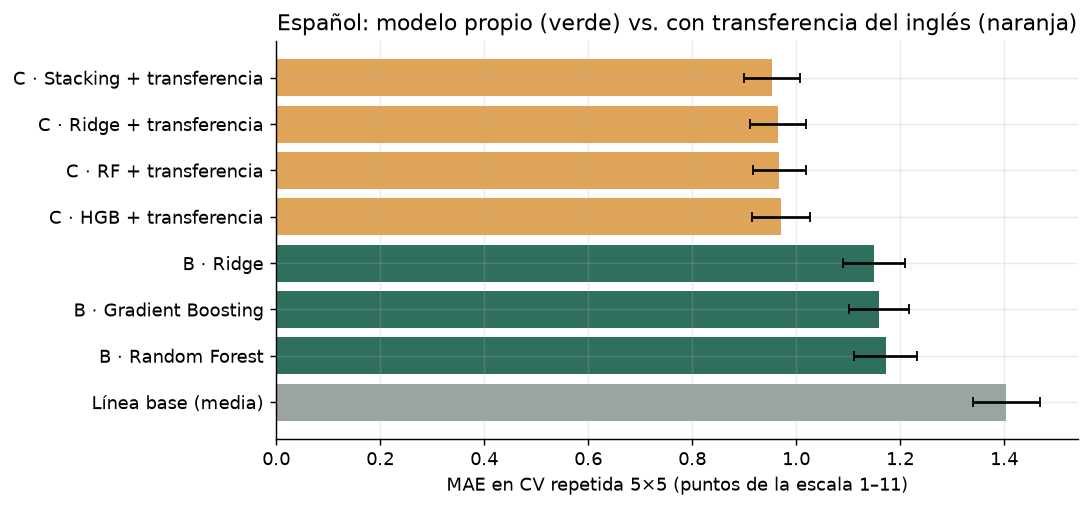 Español: modelo propio (verde) vs. con transferencia del inglés (naranja)
C · Stacking + transferencia
C · Ridge + transferencia
C · RF + transferencia
C · HGB + transferencia
B · Ridge
B · Gradient Boosting
B · Random Forest
Línea base (media)
0.0 0.2 0.4 0.6 0.8 1.0 1.2 1.4
MAE en CV repetida 5×5 (puntos de la escala 1–11)